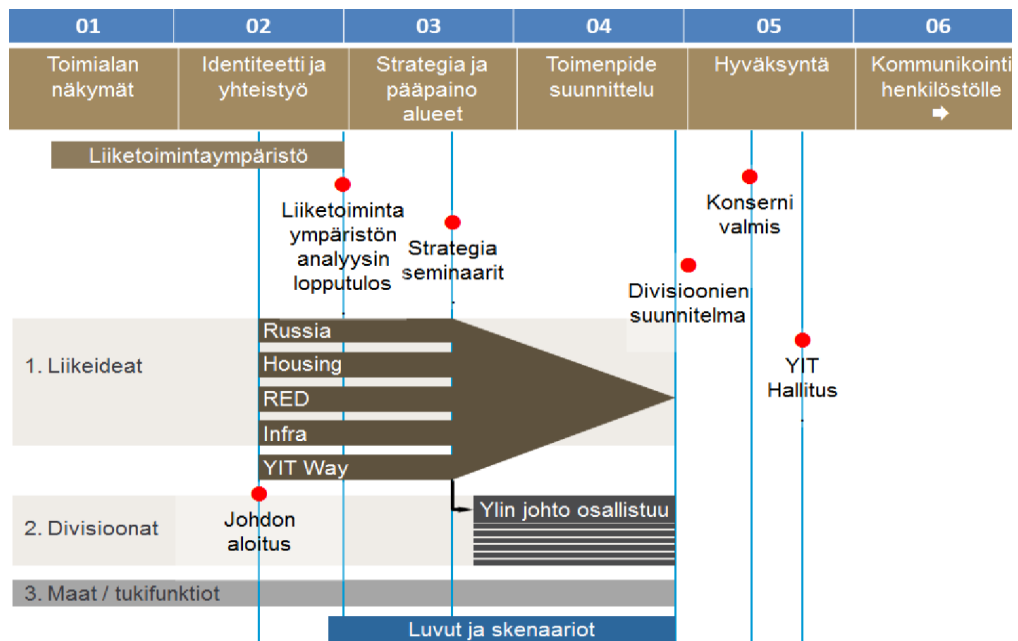 01
02
03
04
05
06
Toimialan
näkymät
Identiteetti ja
yhteistyö
Strategia ja
pääpaino
alueet
Toimenpide
suunnittelu
Hyväksyntä
Kommunikointi
henkilöstölle
Liiketoimintaympäristö
Liiketoiminta
ympäristön
analyysin
lopputulos
Strategia
seminaarit
Konserni
valmis
Divisioonien
suunnitelma
YIT
Hallitus
1. Liikeideat
Russia
Housing
RED
Infra
YIT Way
2. Divisioonat
Johdon
aloitus
Ylin johto osallistuu
3. Maat / tukifunktiot
Luvut ja skenaariot